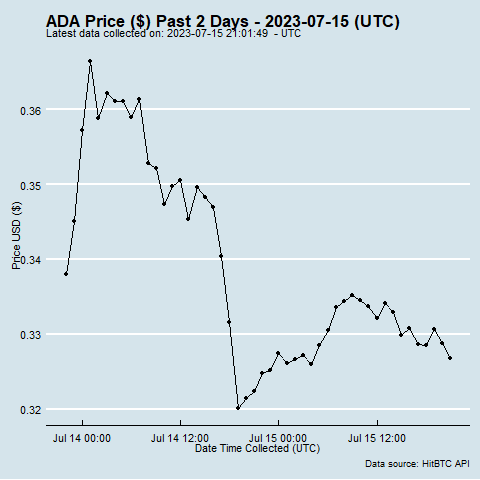 ADA Price ($) Past 2 Days - 2023-07-15 (UTC)
Latest data collected on: 2023-07-15 21:01:49 - UTC
0.36
0.35
0.34
0.33
0.32
Price USD ($)
Jul 14 00:00 Jul 14 12:00 Jul 15 00:00 Jul 15 12:00
Date Time Collected (UTC)
Data source: HitBTC API